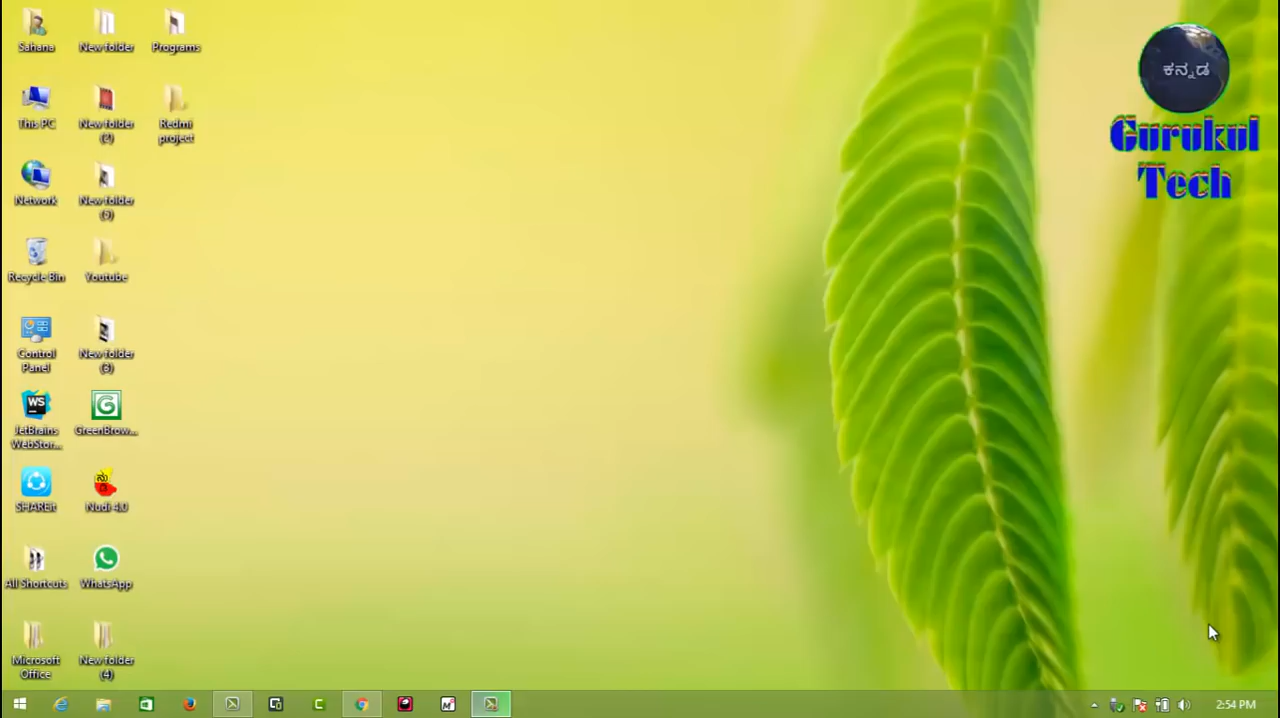 Sahana
New folder
Programs
ಕನ್ನಡ
Gurukul
Tech
This PC
New folder
(2)
Redmi
project
Network
New folder
(5)
Recycle Bin
Youtube
Control
Panel
New folder
(3)
WS
JetBrains
WebStor...
G
GreenBrow...
SHAREit
ನು
Nudi 4.0
All Shortcuts
WhatsApp
Microsoft
Office
New folder
(4)
2:54 PM